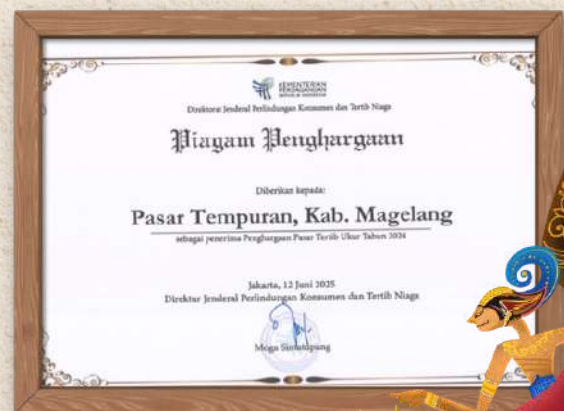 KEMENTERIAN
PERDAGANGAN
REPUBLIK INDONESIA
Direktorat Jenderal Perlindungan Konsumen dan Tertib Niaga
Piagam Penghargaan
Diberikan kepada:
Pasar Tempuran, Kab. Magelang
sebagai penerima Penghargaan Pasar Tertib Ukur Tahun 2024
Jakarta, 12 Juni 2025
Direktur Jenderal Perlindungan Konsumen dan Tertib Niaga
Moga Simatupang